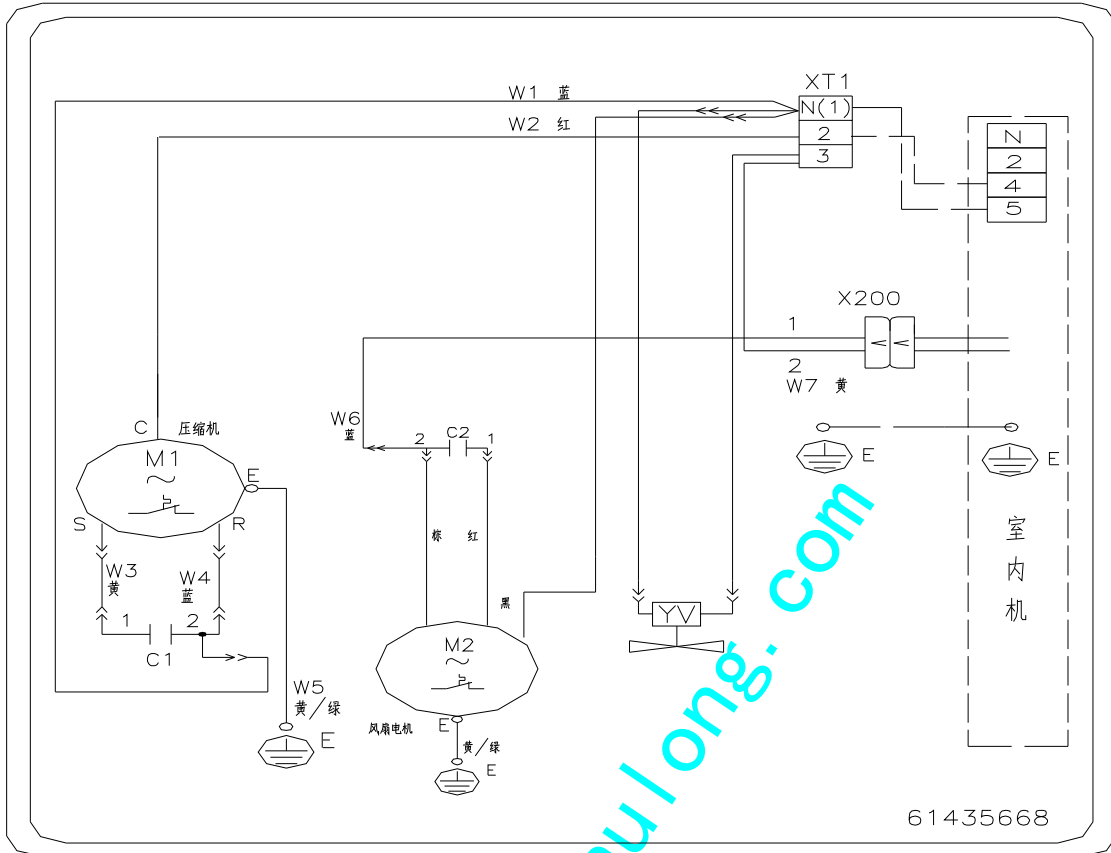 XT1
W1 蓝
N(1)
W2 红
2
3
N
2
4
5
X200
1
2
W7 黄
W6
蓝
2 C2 1
C 压缩机
M1
~
E
S R
E E
W3
黄
W4
蓝
棕 红
黑
1 2
C1
YV
室
内
机
M2
~
W5
黄/绿
E
风扇电机
E
黄/绿
E
ulong.com
61435668